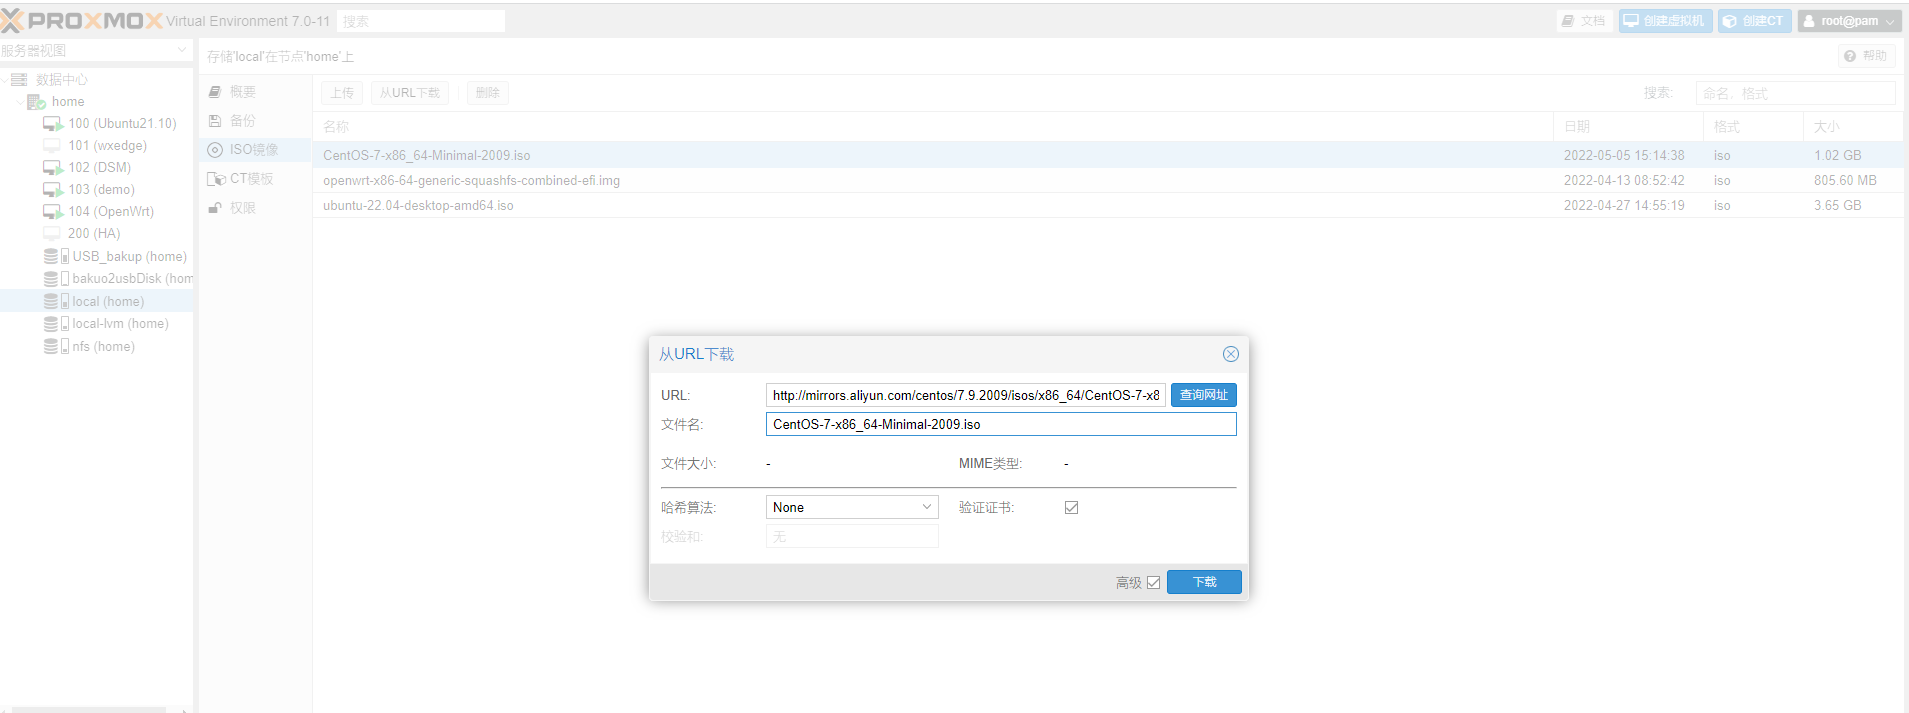 PROXMOX Virtual Environment 7.0-11 搜索 文档 创建虚拟机 创建CT root@pam
服务器视图
存储'local'在节点'home'上 帮助
数据中心
home
100 (Ubuntu21.10)
101 (wxedge)
102 (DSM)
103 (demo)
104 (OpenWrt)
200 (HA)
USB_bakup (home)
bakuo2usbDisk (hom
local (home)
local-lvm (home)
nfs (home)
概要
备份
ISO镜像
CT模板
权限
上传 从URL下载 删除 搜索: 命名、格式
名称 日期 格式 大小
CentOS-7-x86_64-Minimal-2009.iso 2022-05-05 15:14:38 iso 1.02 GB
openwrt-x86-64-generic-squashfs-combined-efi.img 2022-04-13 08:52:42 iso 805.60 MB
ubuntu-22.04-desktop-amd64.iso 2022-04-27 14:55:19 iso 3.65 GB
从URL下载
URL: http://mirrors.aliyun.com/centos/7.9.2009/isos/x86_64/CentOS-7-x8 查询网址
文件名: CentOS-7-x86_64-Minimal-2009.iso
文件大小: - MIME类型: -
哈希算法: None 验证证书:
校验和: 无
高级 下载